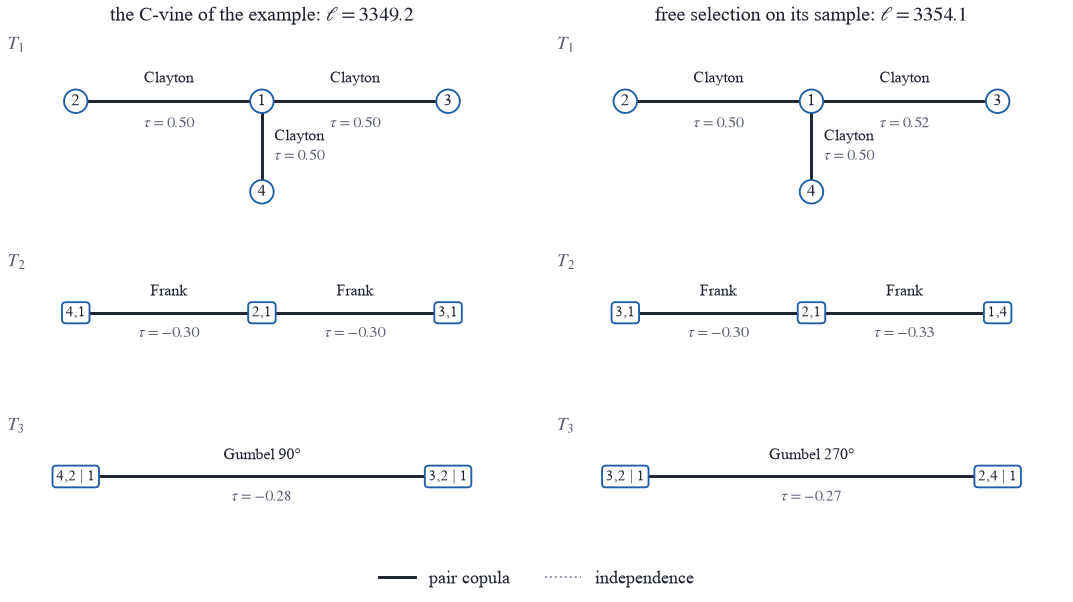 the C-vine of the example: ℓ = 3349.2
T₁
Clayton
Clayton
2
1
3
τ = 0.50
τ = 0.50
Clayton
τ = 0.50
4
T₂
Frank
Frank
4,1
2,1
3,1
τ = −0.30
τ = −0.30
T₃
Gumbel 90°
4,2 | 1
3,2 | 1
τ = −0.28
free selection on its sample: ℓ = 3354.1
T₁
Clayton
Clayton
2
1
3
τ = 0.50
τ = 0.52
Clayton
τ = 0.50
4
T₂
Frank
Frank
3,1
2,1
1,4
τ = −0.30
τ = −0.33
T₃
Gumbel 270°
3,2 | 1
2,4 | 1
τ = −0.27
pair copula
independence